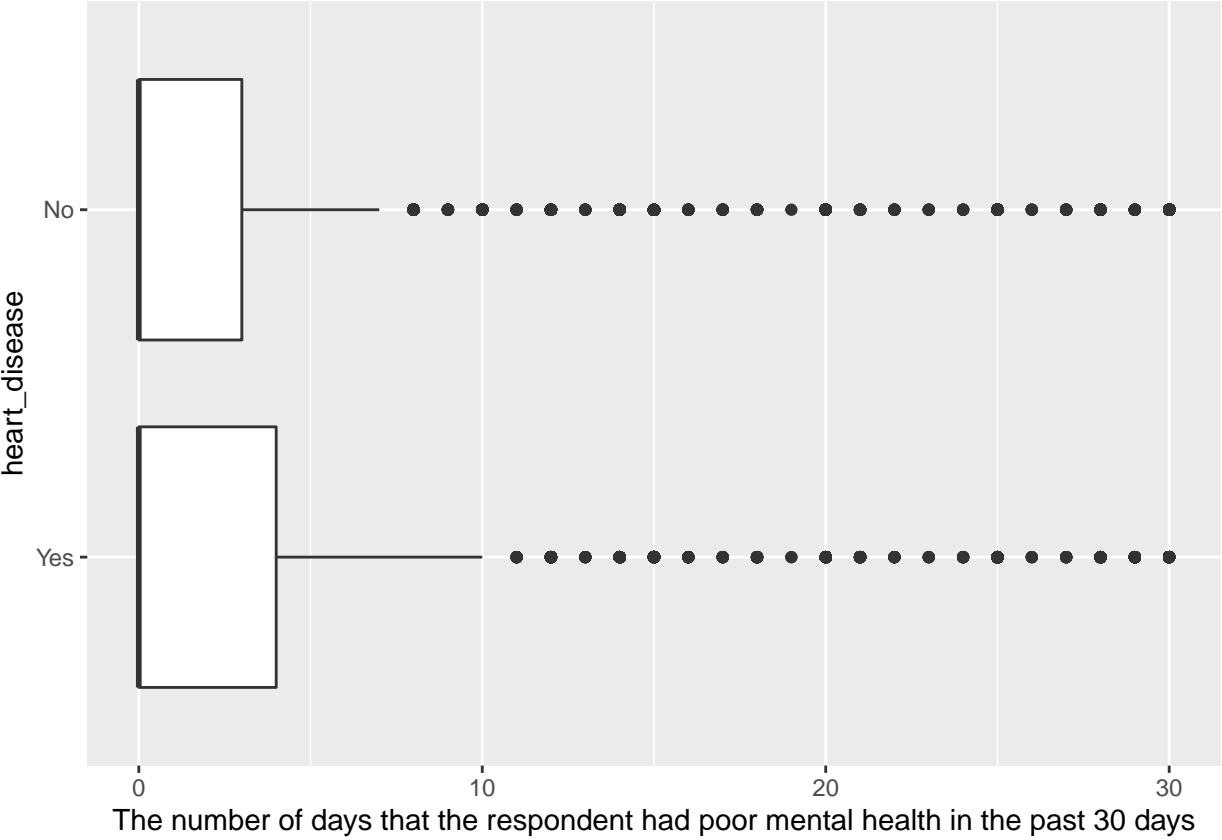 heart_disease
No
Yes
0
10
20
30
The number of days that the respondent had poor mental health in the past 30 days